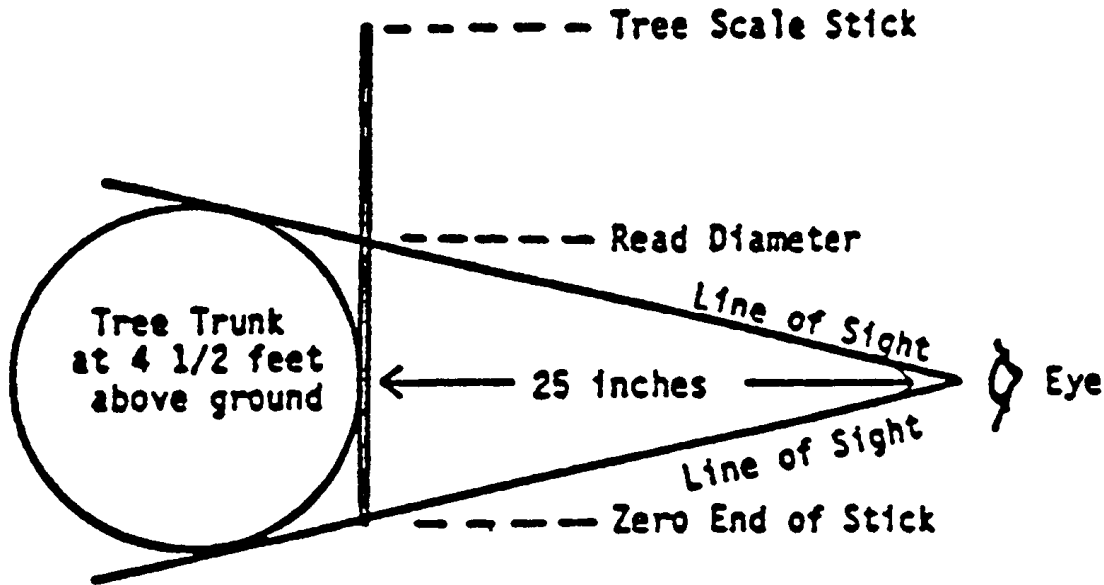 Tree Scale Stick
Read Diameter
Line of Sight
Tree Trunk
at 4 1/2 feet
above ground
25 inches
Eye
Line of Sight
Zero End of Stick